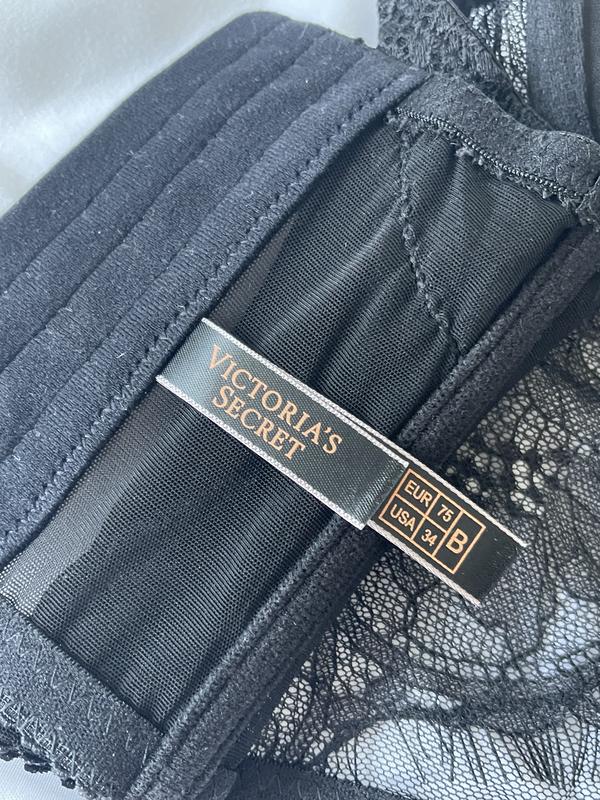 VICTORIA'S
SECRET
EUR 75 B
USA 34